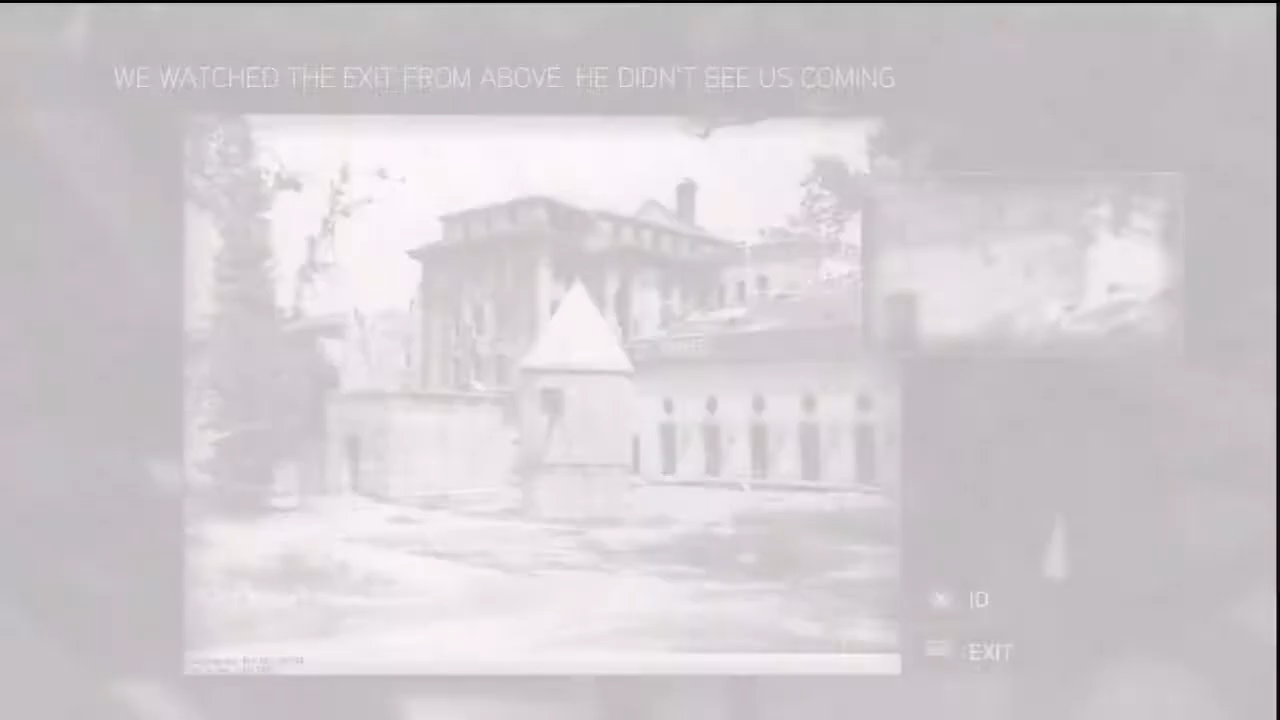 WE WATCHED THE EXIT FROM ABOVE. HE DIDN'T SEE US COMING
X ID
EXIT